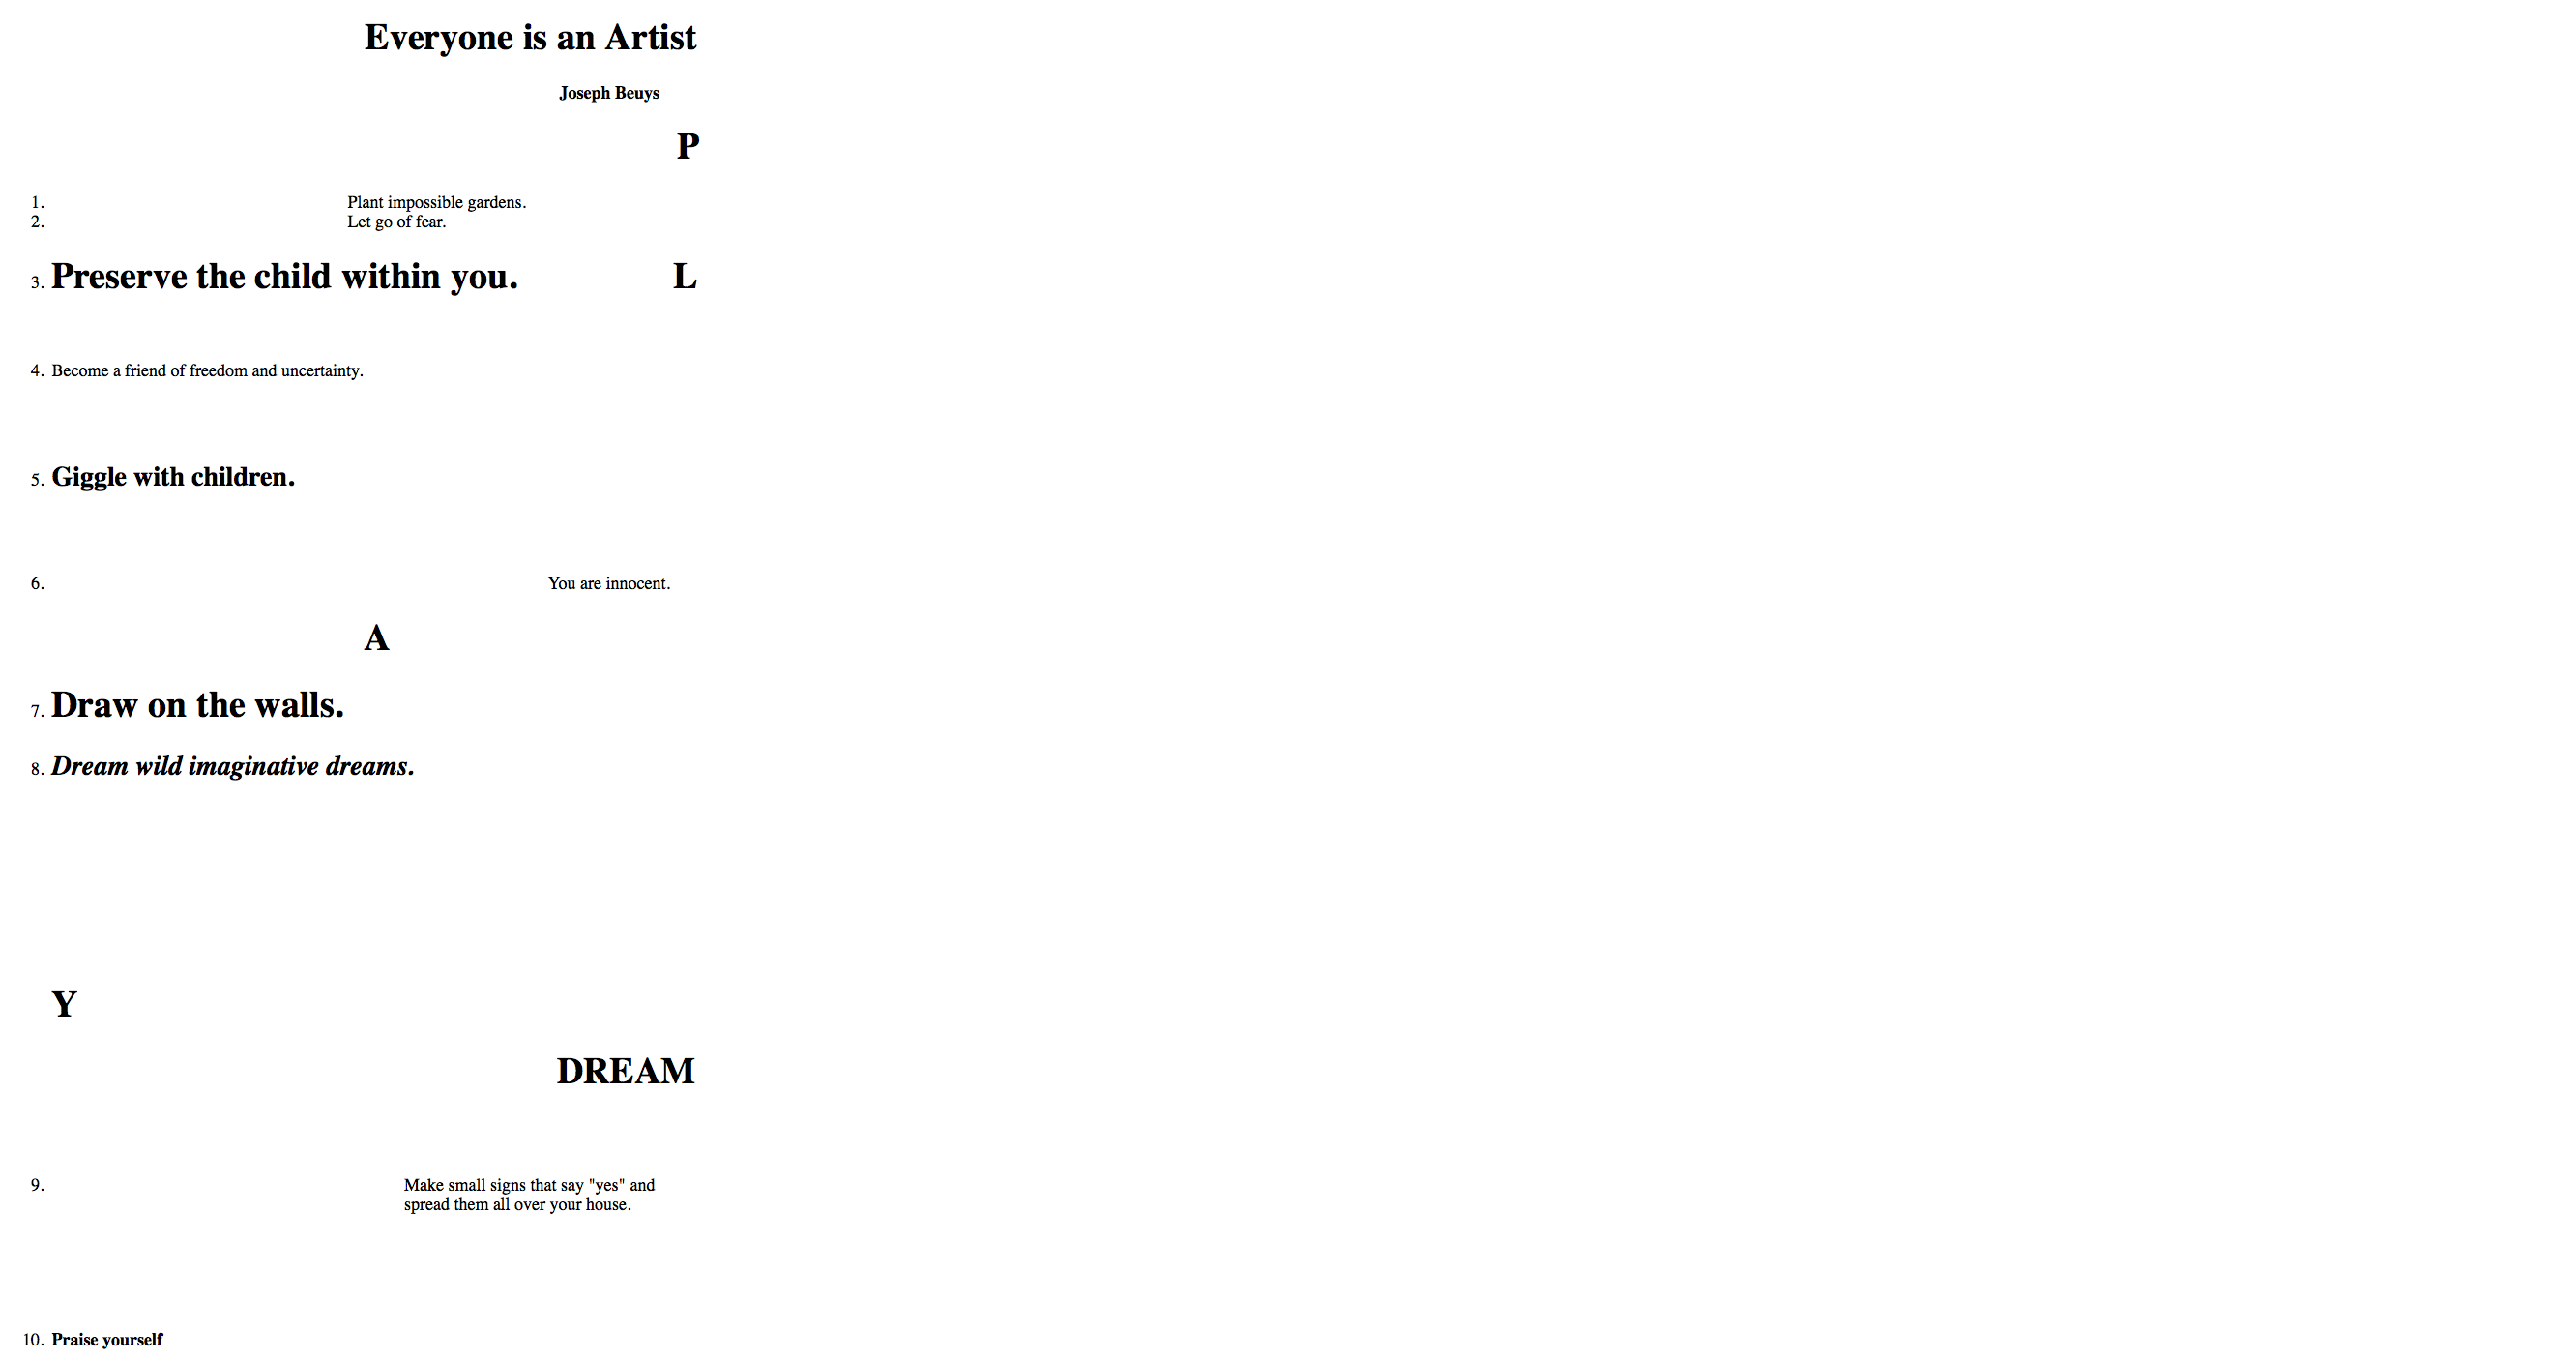 Everyone is an Artist
Joseph Beuys
P
1. Plant impossible gardens.
2. Let go of fear.
3. Preserve the child within you. L
4. Become a friend of freedom and uncertainty.
5. Giggle with children.
6. You are innocent.
A
7. Draw on the walls.
8. Dream wild imaginative dreams.
Y
DREAM
9. Make small signs that say "yes" and
spread them all over your house.
10. Praise yourself